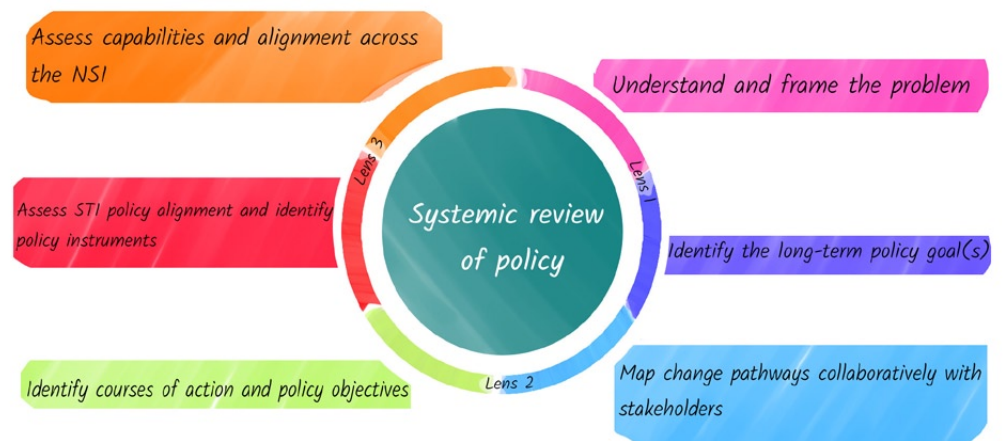 Assess capabilities and alignment across
the NSI
Understand and frame the problem
Lens 3
Lens 1
Assess STI policy alignment and identify
policy instruments
Systemic review
of policy
Identify the long-term policy goal(s)
Identify courses of action and policy objectives
Lens 2
Map change pathways collaboratively with
stakeholders